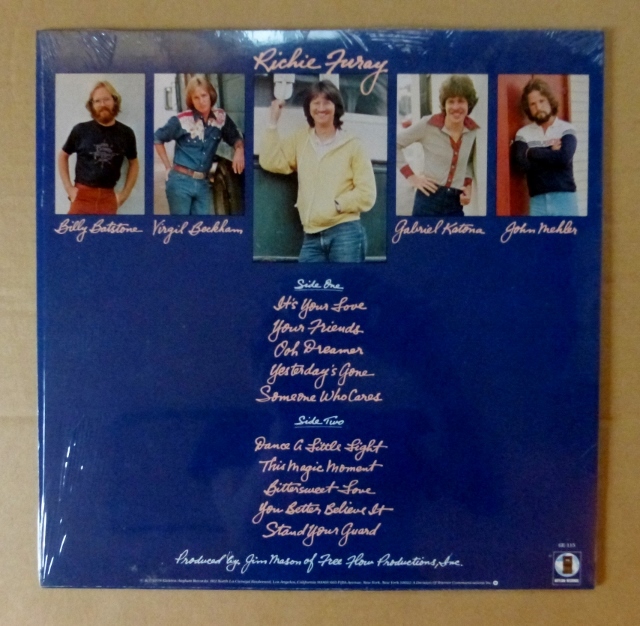 Richie Furay
Billy Batstone
Virgil Beckham
Gabriel Katona
John Mehler
Side One
It's Your Love
Your Friends
Ooh Dreamer
Yesterday's Gone
Someone Who Cares
Side Two
Dance A Little Light
This Magic Moment
Bittersweet Love
You Better Believe It
Stand Your Guard
Produced by Jim Mason of Free Flow Productions, Inc.